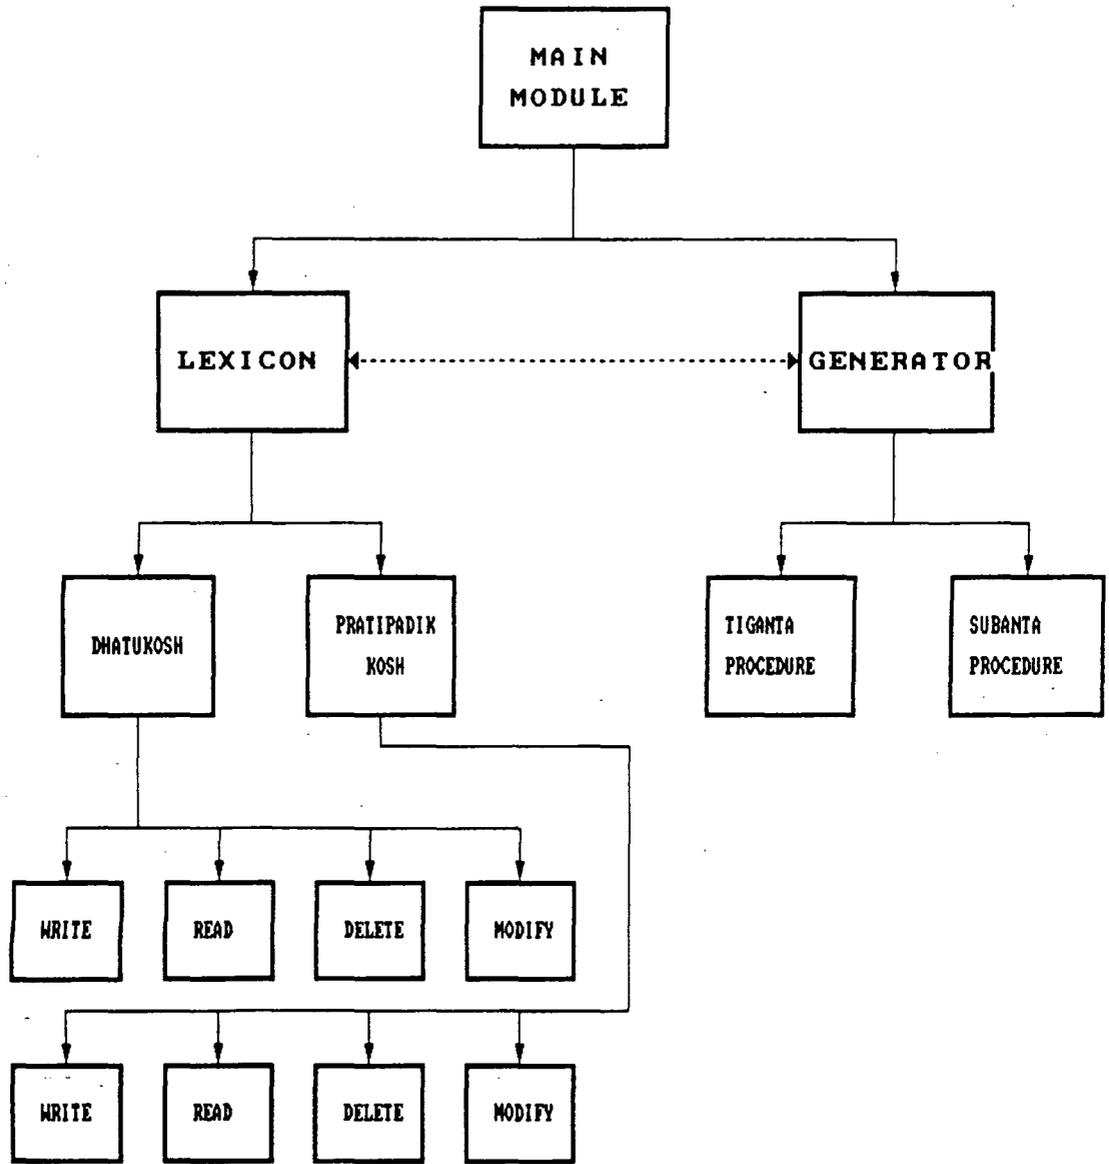 MAIN
MODULE
LEXICON
GENERATOR
DHATUKOSH
PRATIPADIK
KOSH
TIGANTA
PROCEDURE
SUBANTA
PROCEDURE
WRITE
READ
DELETE
MODIFY
WRITE
READ
DELETE
MODIFY